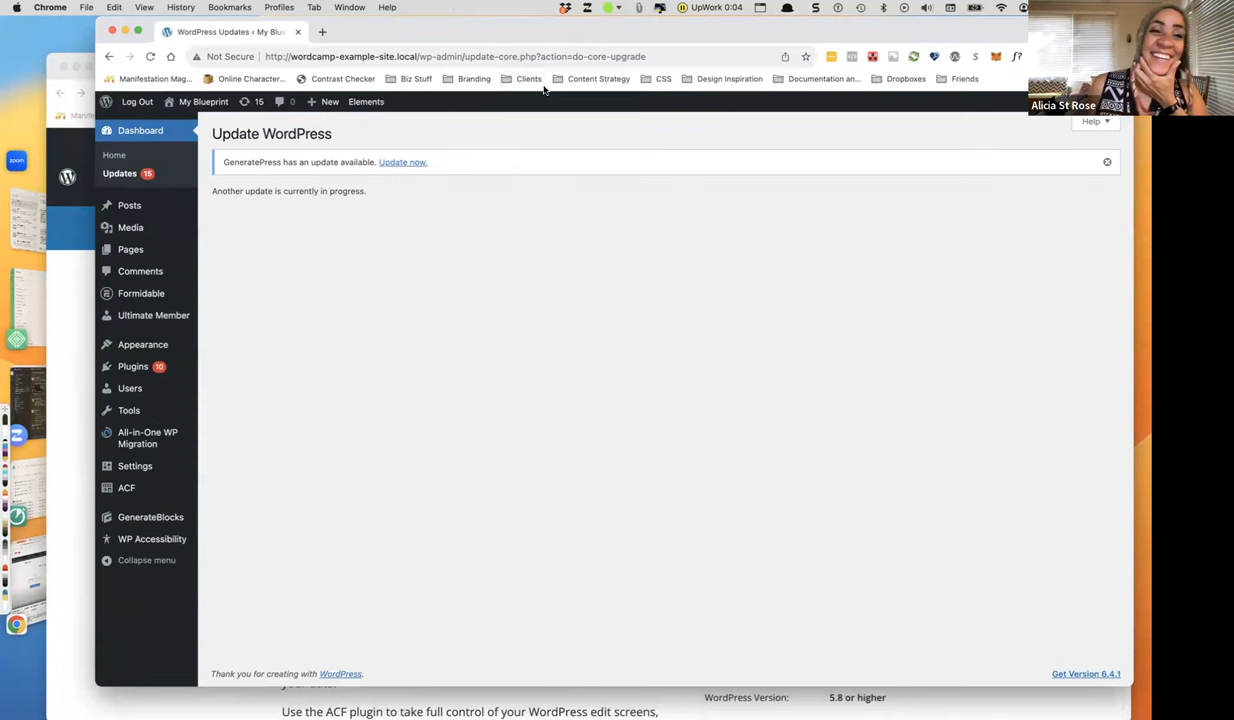 Chrome File Edit View History Bookmarks Profiles Tab Window Help
UpWork 0:04
WordPress Updates ‹ My Blu
Not Secure http://wordcamp-example-site.local/wp-admin/update-core.php?action=do-core-upgrade
Manifestation Mag... Online Character... Contrast Checker Biz Stuff Branding Clients Content Strategy CSS Design Inspiration Documentation an... Dropboxes Friends
Alicia St Rose
Log Out My Blueprint 15 0 New Elements
Help
Dashboard
Home
Updates 15
Posts
Media
Pages
Comments
Formidable
Ultimate Member
Appearance
Plugins 10
Users
Tools
All-in-One WP
Migration
Settings
ACF
GenerateBlocks
WP Accessibility
Collapse menu
Update WordPress
GeneratePress has an update available. Update now.
Another update is currently in progress.
Thank you for creating with WordPress.
Get Version 6.4.1
zoom
Manife
WordPress Version: 5.8 or higher
Use the ACF plugin to take full control of your WordPress edit screens,